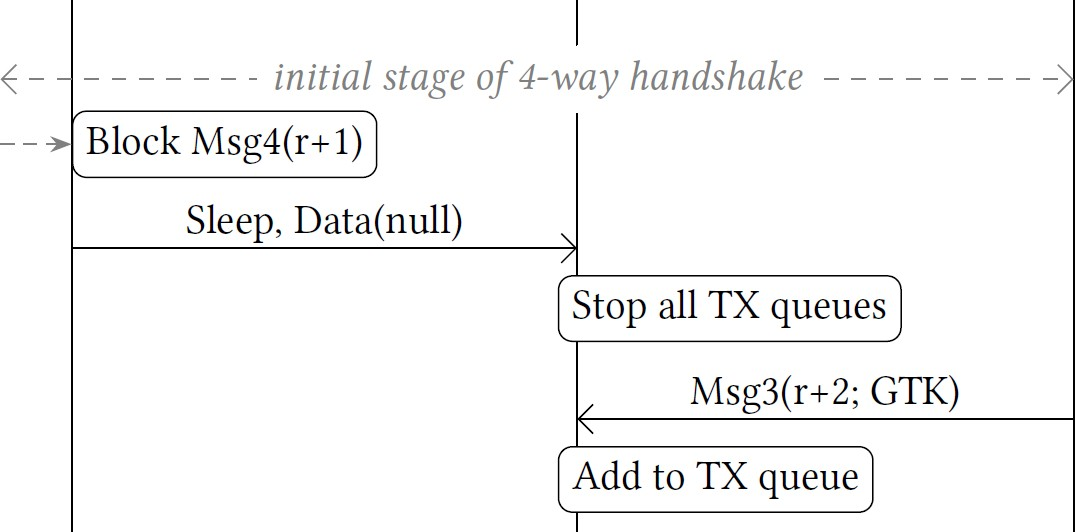 initial stage of 4-way handshake
Block Msg4(r+1)
Sleep, Data(null)
Stop all TX queues
Msg3(r+2; GTK)
Add to TX queue